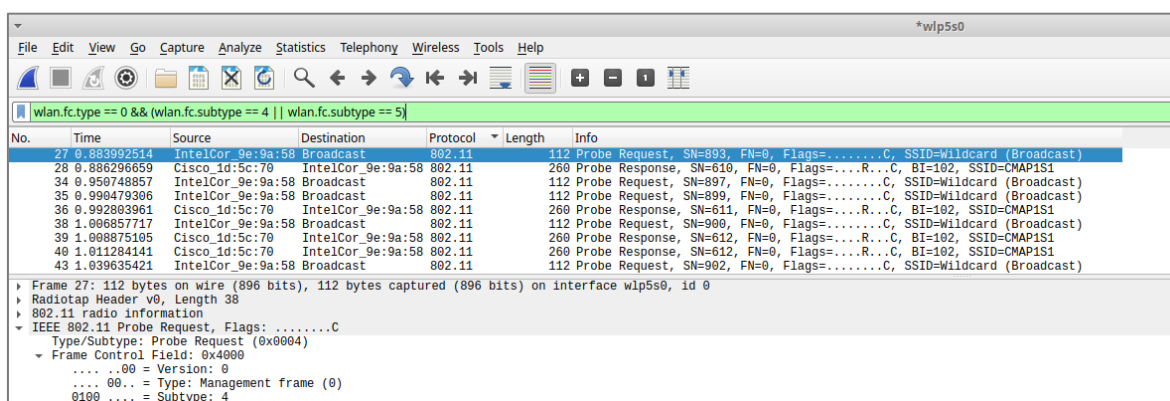 *wlp5s0
File Edit View Go Capture Analyze Statistics Telephony Wireless Tools Help
wlan.fc.type == 0 && (wlan.fc.subtype == 4 || wlan.fc.subtype == 5)
No. Time Source Destination Protocol Length Info
27 0.883992514 IntelCor_9e:9a:58 Broadcast 802.11 112 Probe Request, SN=893, FN=0, Flags=........C, SSID=Wildcard (Broadcast)
28 0.886296659 Cisco_1d:5c:70 IntelCor_9e:9a:58 802.11 260 Probe Response, SN=610, FN=0, Flags=....R...C, BI=102, SSID=CMAP1S1
34 0.950748857 IntelCor_9e:9a:58 Broadcast 802.11 112 Probe Request, SN=897, FN=0, Flags=........C, SSID=Wildcard (Broadcast)
35 0.990479306 IntelCor_9e:9a:58 Broadcast 802.11 112 Probe Request, SN=899, FN=0, Flags=........C, SSID=Wildcard (Broadcast)
36 0.992803961 Cisco_1d:5c:70 IntelCor_9e:9a:58 802.11 260 Probe Response, SN=611, FN=0, Flags=....R...C, BI=102, SSID=CMAP1S1
38 1.006857717 IntelCor_9e:9a:58 Broadcast 802.11 112 Probe Request, SN=900, FN=0, Flags=........C, SSID=Wildcard (Broadcast)
39 1.008875105 Cisco_1d:5c:70 IntelCor_9e:9a:58 802.11 260 Probe Response, SN=612, FN=0, Flags=....R...C, BI=102, SSID=CMAP1S1
40 1.011284141 Cisco_1d:5c:70 IntelCor_9e:9a:58 802.11 260 Probe Response, SN=612, FN=0, Flags=....R...C, BI=102, SSID=CMAP1S1
43 1.039635421 IntelCor_9e:9a:58 Broadcast 802.11 112 Probe Request, SN=902, FN=0, Flags=........C, SSID=Wildcard (Broadcast)
Frame 27: 112 bytes on wire (896 bits), 112 bytes captured (896 bits) on interface wlp5s0, id 0
Radiotap Header v0, Length 38
802.11 radio information
IEEE 802.11 Probe Request, Flags: ........C
Type/Subtype: Probe Request (0x0004)
Frame Control Field: 0x4000
.... ..00 = Version: 0
.... 00.. = Type: Management frame (0)
0100 .... = Subtype: 4